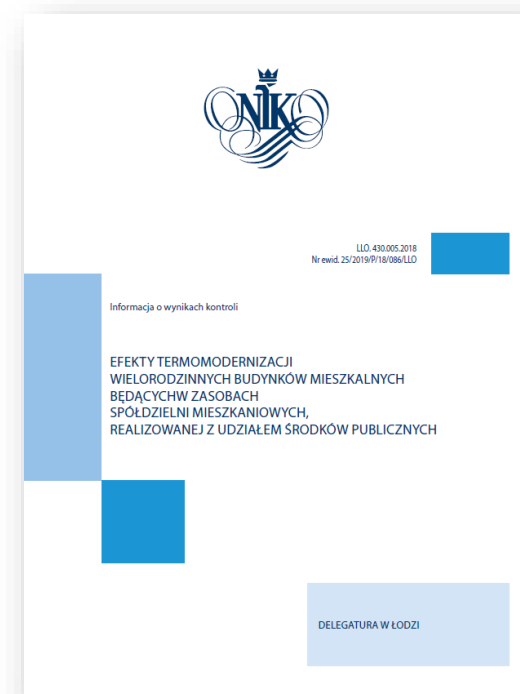 NIK
LLO. 430.005.2018
Nr ewid. 25/2019/P/18/086/LLO
Informacja o wynikach kontroli
EFEKTY TERMOMODERNIZACJI
WIELORODZINNYCH BUDYNKÓW MIESZKALNYCH
BĘDĄCYCHW ZASOBACH
SPÓŁDZIELNI MIESZKANIOWYCH,
REALIZOWANEJ Z UDZIAŁEM ŚRODKÓW PUBLICZNYCH
DELEGATURA W ŁODZI